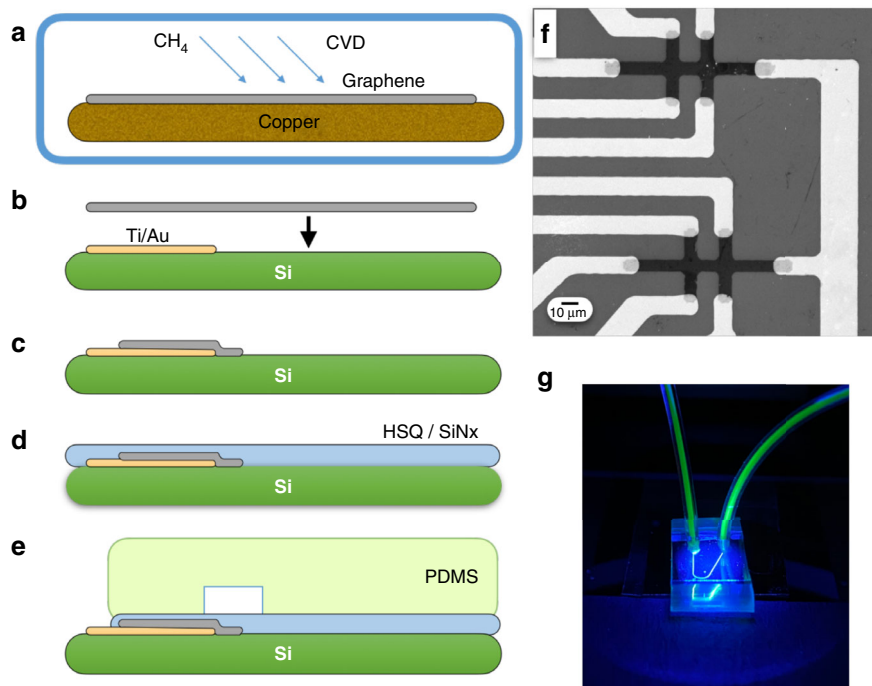 a
CH4
CVD
Graphene
Copper
b
Ti/Au
Si
c
Si
d
HSQ / SiNx
Si
e
PDMS
Si
f
10 μm
g